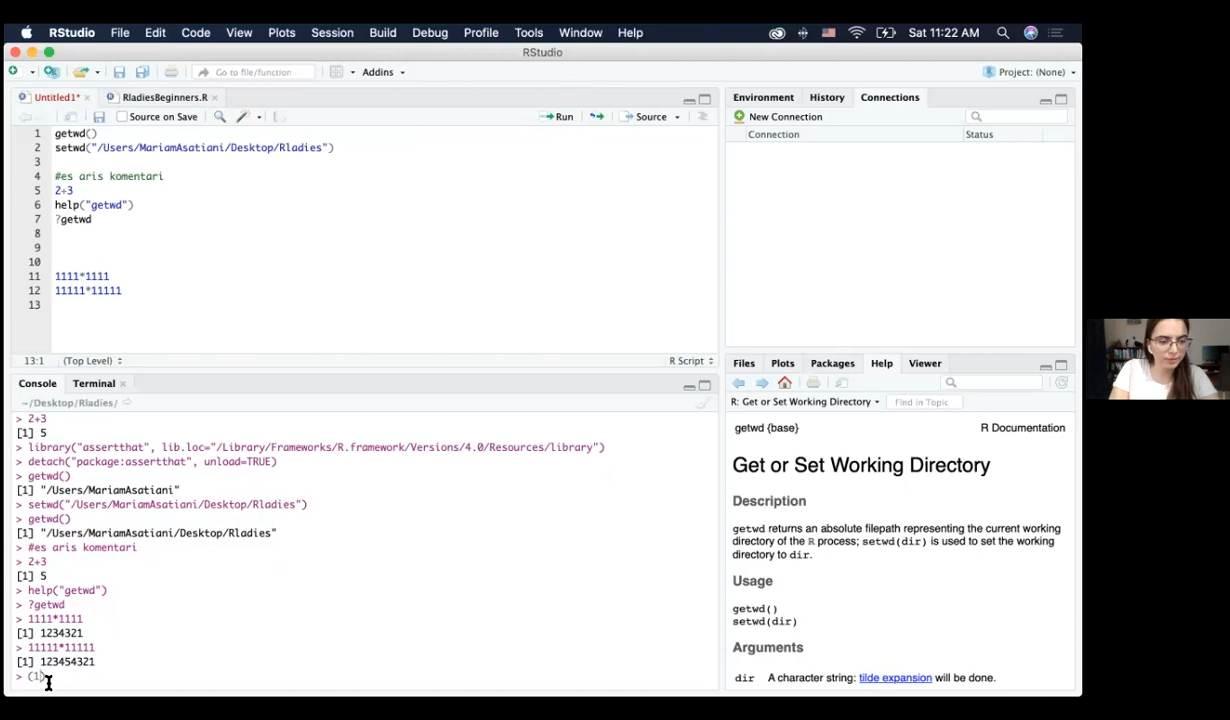 RStudio File Edit Code View Plots Session Build Debug Profile Tools Window Help Sat 11:22 AM
RStudio
Go to file/function Addins Project: (None)
Untitled1* RladiesBeginners.R
Source on Save Run Source
1 getwd()
2 setwd("/Users/MariamAsatiani/Desktop/Rladies")
3
4 #es aris komentari
5 2+3
6 help("getwd")
7 ?getwd
8
9
10
11 1111*1111
12 11111*11111
13
13:1 (Top Level) R Script
Console Terminal
~/Desktop/Rladies/
> 2+3
[1] 5
> library("assertthat", lib.loc="/Library/Frameworks/R.framework/Versions/4.0/Resources/library")
> detach("package:assertthat", unload=TRUE)
> getwd()
[1] "/Users/MariamAsatiani"
> setwd("/Users/MariamAsatiani/Desktop/Rladies")
> getwd()
[1] "/Users/MariamAsatiani/Desktop/Rladies"
> #es aris komentari
> 2+3
[1] 5
> help("getwd")
> ?getwd
> 1111*1111
[1] 1234321
> 11111*11111
[1] 123454321
> (1)
Environment History Connections
New Connection
Connection Status
Files Plots Packages Help Viewer
R: Get or Set Working Directory Find in Topic
getwd {base} R Documentation
Get or Set Working Directory
Description
getwd returns an absolute filepath representing the current working
directory of the R process; setwd(dir) is used to set the working
directory to dir.
Usage
getwd()
setwd(dir)
Arguments
dir A character string: tilde expansion will be done.